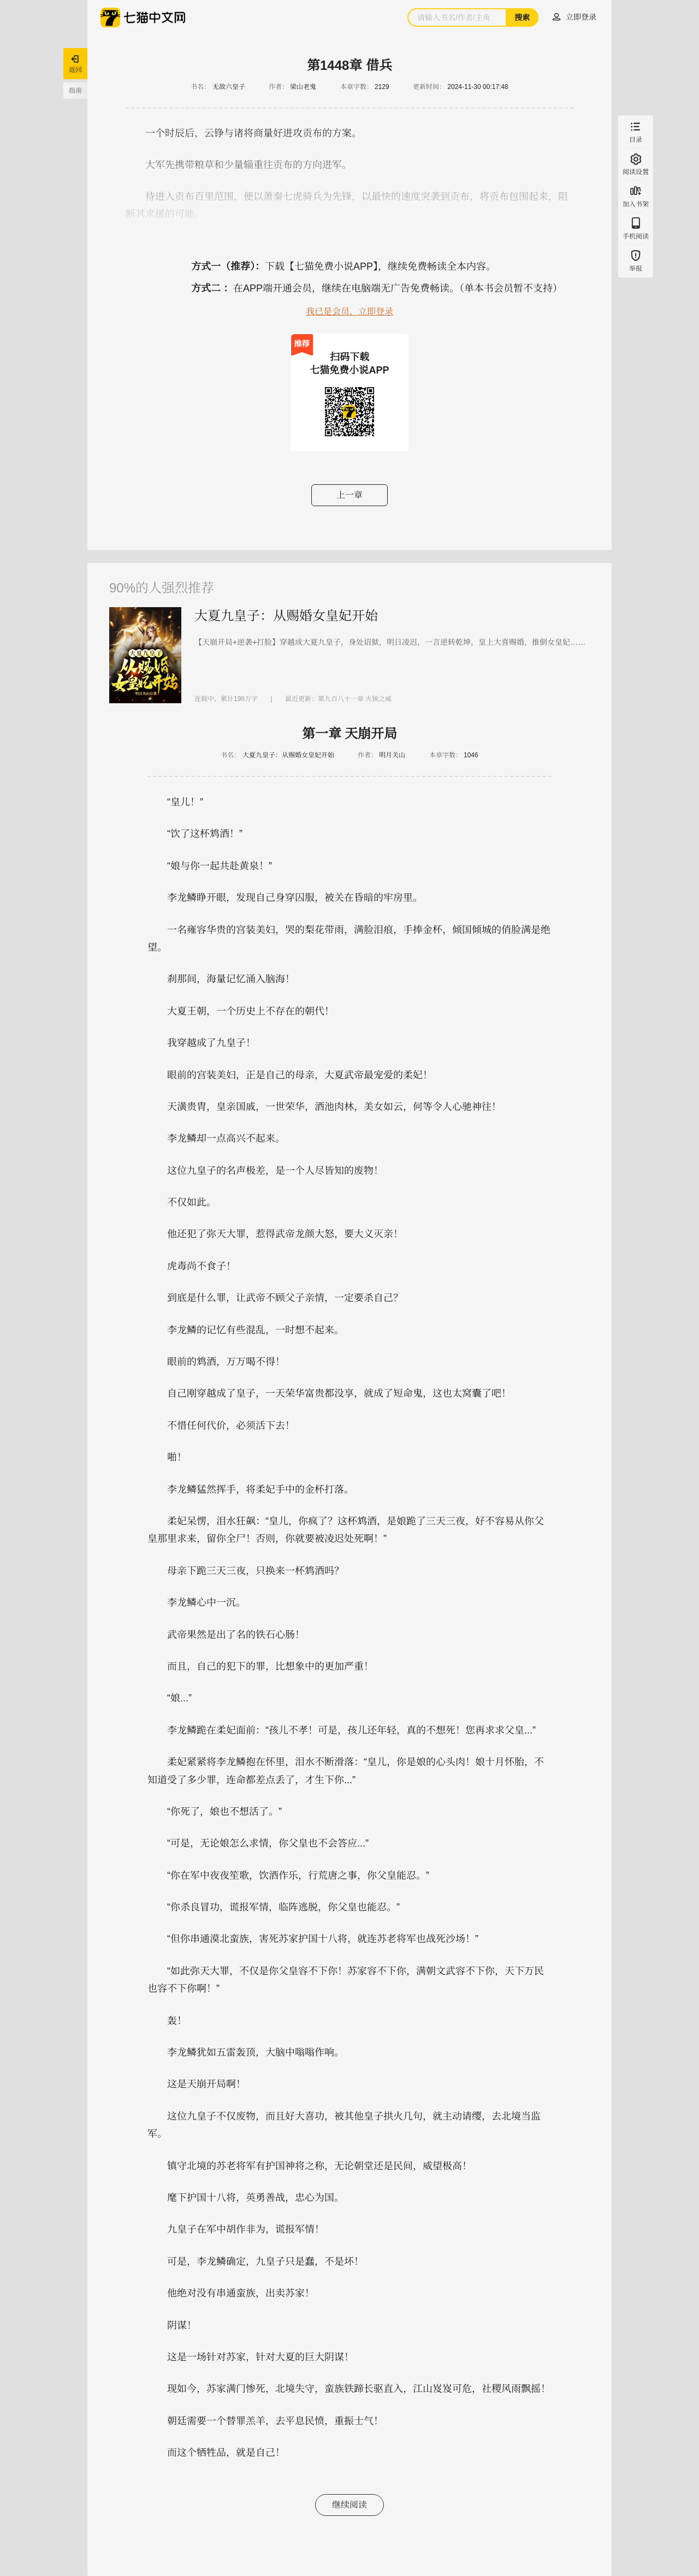 七猫中文网
请输入书名/作者/主角
搜索
立即登录
返回
指南
目录
阅读设置
加入书架
手机阅读
举报
第1448章 借兵
书名： 无敌六皇子 作者： 梁山老鬼 本章字数： 2129 更新时间： 2024-11-30 00:17:48
一个时辰后，云铮与诸将商量好进攻贡布的方案。
大军先携带粮草和少量辎重往贡布的方向进军。
待进入贡布百里范围，便以萧秦七虎骑兵为先锋，以最快的速度突袭到贡布，将贡布包围起来，阻
断其求援的可能。
方式一（推荐）：下载【七猫免费小说APP】，继续免费畅读全本内容。
方式二 ：在APP端开通会员，继续在电脑端无广告免费畅读。（单本书会员暂不支持）
我已是会员，立即登录
推荐
扫码下载
七猫免费小说APP
上一章
90%的人强烈推荐
大夏九皇子：从赐婚女皇妃开始
从赐婚
女皇妃开始
大夏九皇子：从赐婚女皇妃开始
【天崩开局+逆袭+打脸】穿越成大夏九皇子，身处诏狱，明日凌迟，一言逆转乾坤，皇上大喜赐婚，推倒女皇妃……
连载中，累计198万字 | 最近更新：第九百八十一章 火铳之威
第一章 天崩开局
书名： 大夏九皇子：从赐婚女皇妃开始 作者： 明月关山 本章字数： 1046
“皇儿！”
“饮了这杯鸩酒！”
“娘与你一起共赴黄泉！”
李龙鳞睁开眼，发现自己身穿囚服，被关在昏暗的牢房里。
一名雍容华贵的宫装美妇，哭的梨花带雨，满脸泪痕，手捧金杯，倾国倾城的俏脸满是绝
望。
刹那间，海量记忆涌入脑海！
大夏王朝，一个历史上不存在的朝代！
我穿越成了九皇子！
眼前的宫装美妇，正是自己的母亲，大夏武帝最宠爱的柔妃！
天潢贵胄，皇亲国戚，一世荣华，酒池肉林，美女如云，何等令人心驰神往！
李龙鳞却一点高兴不起来。
这位九皇子的名声极差，是一个人尽皆知的废物！
不仅如此。
他还犯了弥天大罪，惹得武帝龙颜大怒，要大义灭亲！
虎毒尚不食子！
到底是什么罪，让武帝不顾父子亲情，一定要杀自己？
李龙鳞的记忆有些混乱，一时想不起来。
眼前的鸩酒，万万喝不得！
自己刚穿越成了皇子，一天荣华富贵都没享，就成了短命鬼，这也太窝囊了吧！
不惜任何代价，必须活下去！
啪！
李龙鳞猛然挥手，将柔妃手中的金杯打落。
柔妃呆愣，泪水狂飙：“皇儿，你疯了？这杯鸩酒，是娘跪了三天三夜，好不容易从你父
皇那里求来，留你全尸！否则，你就要被凌迟处死啊！”
母亲下跪三天三夜，只换来一杯鸩酒吗？
李龙鳞心中一沉。
武帝果然是出了名的铁石心肠！
而且，自己的犯下的罪，比想象中的更加严重！
“娘...”
李龙鳞跪在柔妃面前：“孩儿不孝！可是，孩儿还年轻，真的不想死！您再求求父皇...”
柔妃紧紧将李龙鳞抱在怀里，泪水不断滑落：“皇儿，你是娘的心头肉！娘十月怀胎，不
知道受了多少罪，连命都差点丢了，才生下你...”
“你死了，娘也不想活了。”
“可是，无论娘怎么求情，你父皇也不会答应...”
“你在军中夜夜笙歌，饮酒作乐，行荒唐之事，你父皇能忍。”
“你杀良冒功，谎报军情，临阵逃脱，你父皇也能忍。”
“但你串通漠北蛮族，害死苏家护国十八将，就连苏老将军也战死沙场！”
“如此弥天大罪，不仅是你父皇容不下你！苏家容不下你，满朝文武容不下你，天下万民
也容不下你啊！”
轰！
李龙鳞犹如五雷轰顶，大脑中嗡嗡作响。
这是天崩开局啊！
这位九皇子不仅废物，而且好大喜功，被其他皇子拱火几句，就主动请缨，去北境当监
军。
镇守北境的苏老将军有护国神将之称，无论朝堂还是民间，威望极高！
麾下护国十八将，英勇善战，忠心为国。
九皇子在军中胡作非为，谎报军情！
可是，李龙鳞确定，九皇子只是蠢，不是坏！
他绝对没有串通蛮族，出卖苏家！
阴谋！
这是一场针对苏家，针对大夏的巨大阴谋！
现如今，苏家满门惨死，北境失守，蛮族铁蹄长驱直入，江山岌岌可危，社稷风雨飘摇！
朝廷需要一个替罪羔羊，去平息民愤，重振士气！
而这个牺牲品，就是自己！
继续阅读